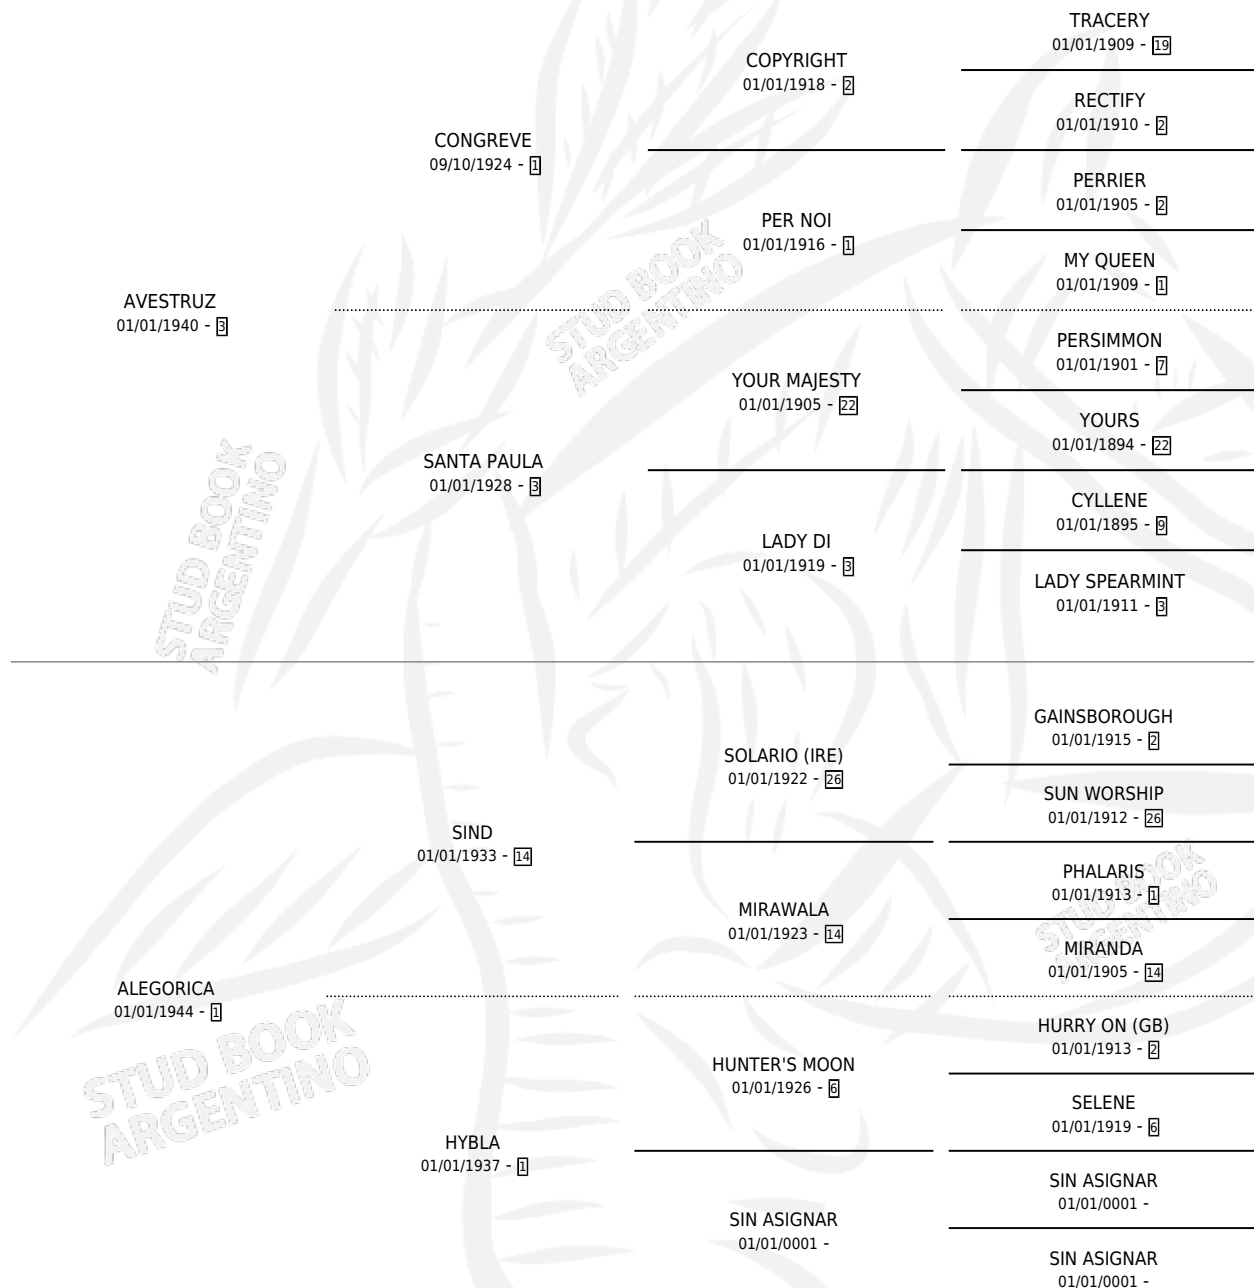 TRACERY
01/01/1909 - 19
COPYRIGHT
01/01/1918 - 2
RECTIFY
01/01/1910 - 2
CONGREVE
09/10/1924 - 1
PERRIER
01/01/1905 - 2
PER NOI
01/01/1916 - 1
MY QUEEN
01/01/1909 - 1
AVESTRUZ
01/01/1940 - 3
PERSIMMON
01/01/1901 - 7
YOUR MAJESTY
01/01/1905 - 22
YOURS
01/01/1894 - 22
SANTA PAULA
01/01/1928 - 3
CYLLENE
01/01/1895 - 9
LADY DI
01/01/1919 - 3
LADY SPEARMINT
01/01/1911 - 3
GAINSBOROUGH
01/01/1915 - 2
SOLARIO (IRE)
01/01/1922 - 26
SUN WORSHIP
01/01/1912 - 26
SIND
01/01/1933 - 14
PHALARIS
01/01/1913 - 1
MIRAWALA
01/01/1923 - 14
MIRANDA
01/01/1905 - 14
ALEGORICA
01/01/1944 - 1
HURRY ON (GB)
01/01/1913 - 2
HUNTER'S MOON
01/01/1926 - 6
SELENE
01/01/1919 - 6
HYBLA
01/01/1937 - 1
SIN ASIGNAR
01/01/0001 -
SIN ASIGNAR
01/01/0001 -
SIN ASIGNAR
01/01/0001 -
STUD BOOK
ARGENTINO
STUD BOOK
ARGENTINO
STUD BOOK
ARGENTINO
STUD BOOK
ARGENTINO